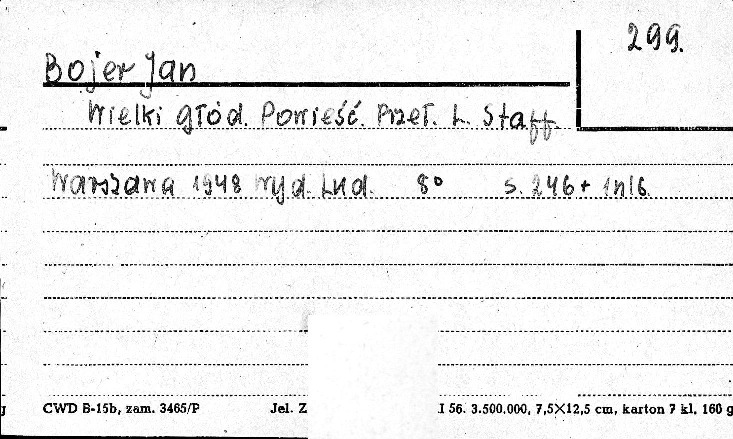 299.
Bojer Jan
Wielki głód. Powieść. Przeł. L. Staff.
Warszawa 1948 Wyd. Lud. 8° s. 246 + 1nlb.
CWD B-15b, zam. 3465/P Jel. Z I 56. 3.500.000, 7,5×12,5 cm, karton 7 kl. 160 g